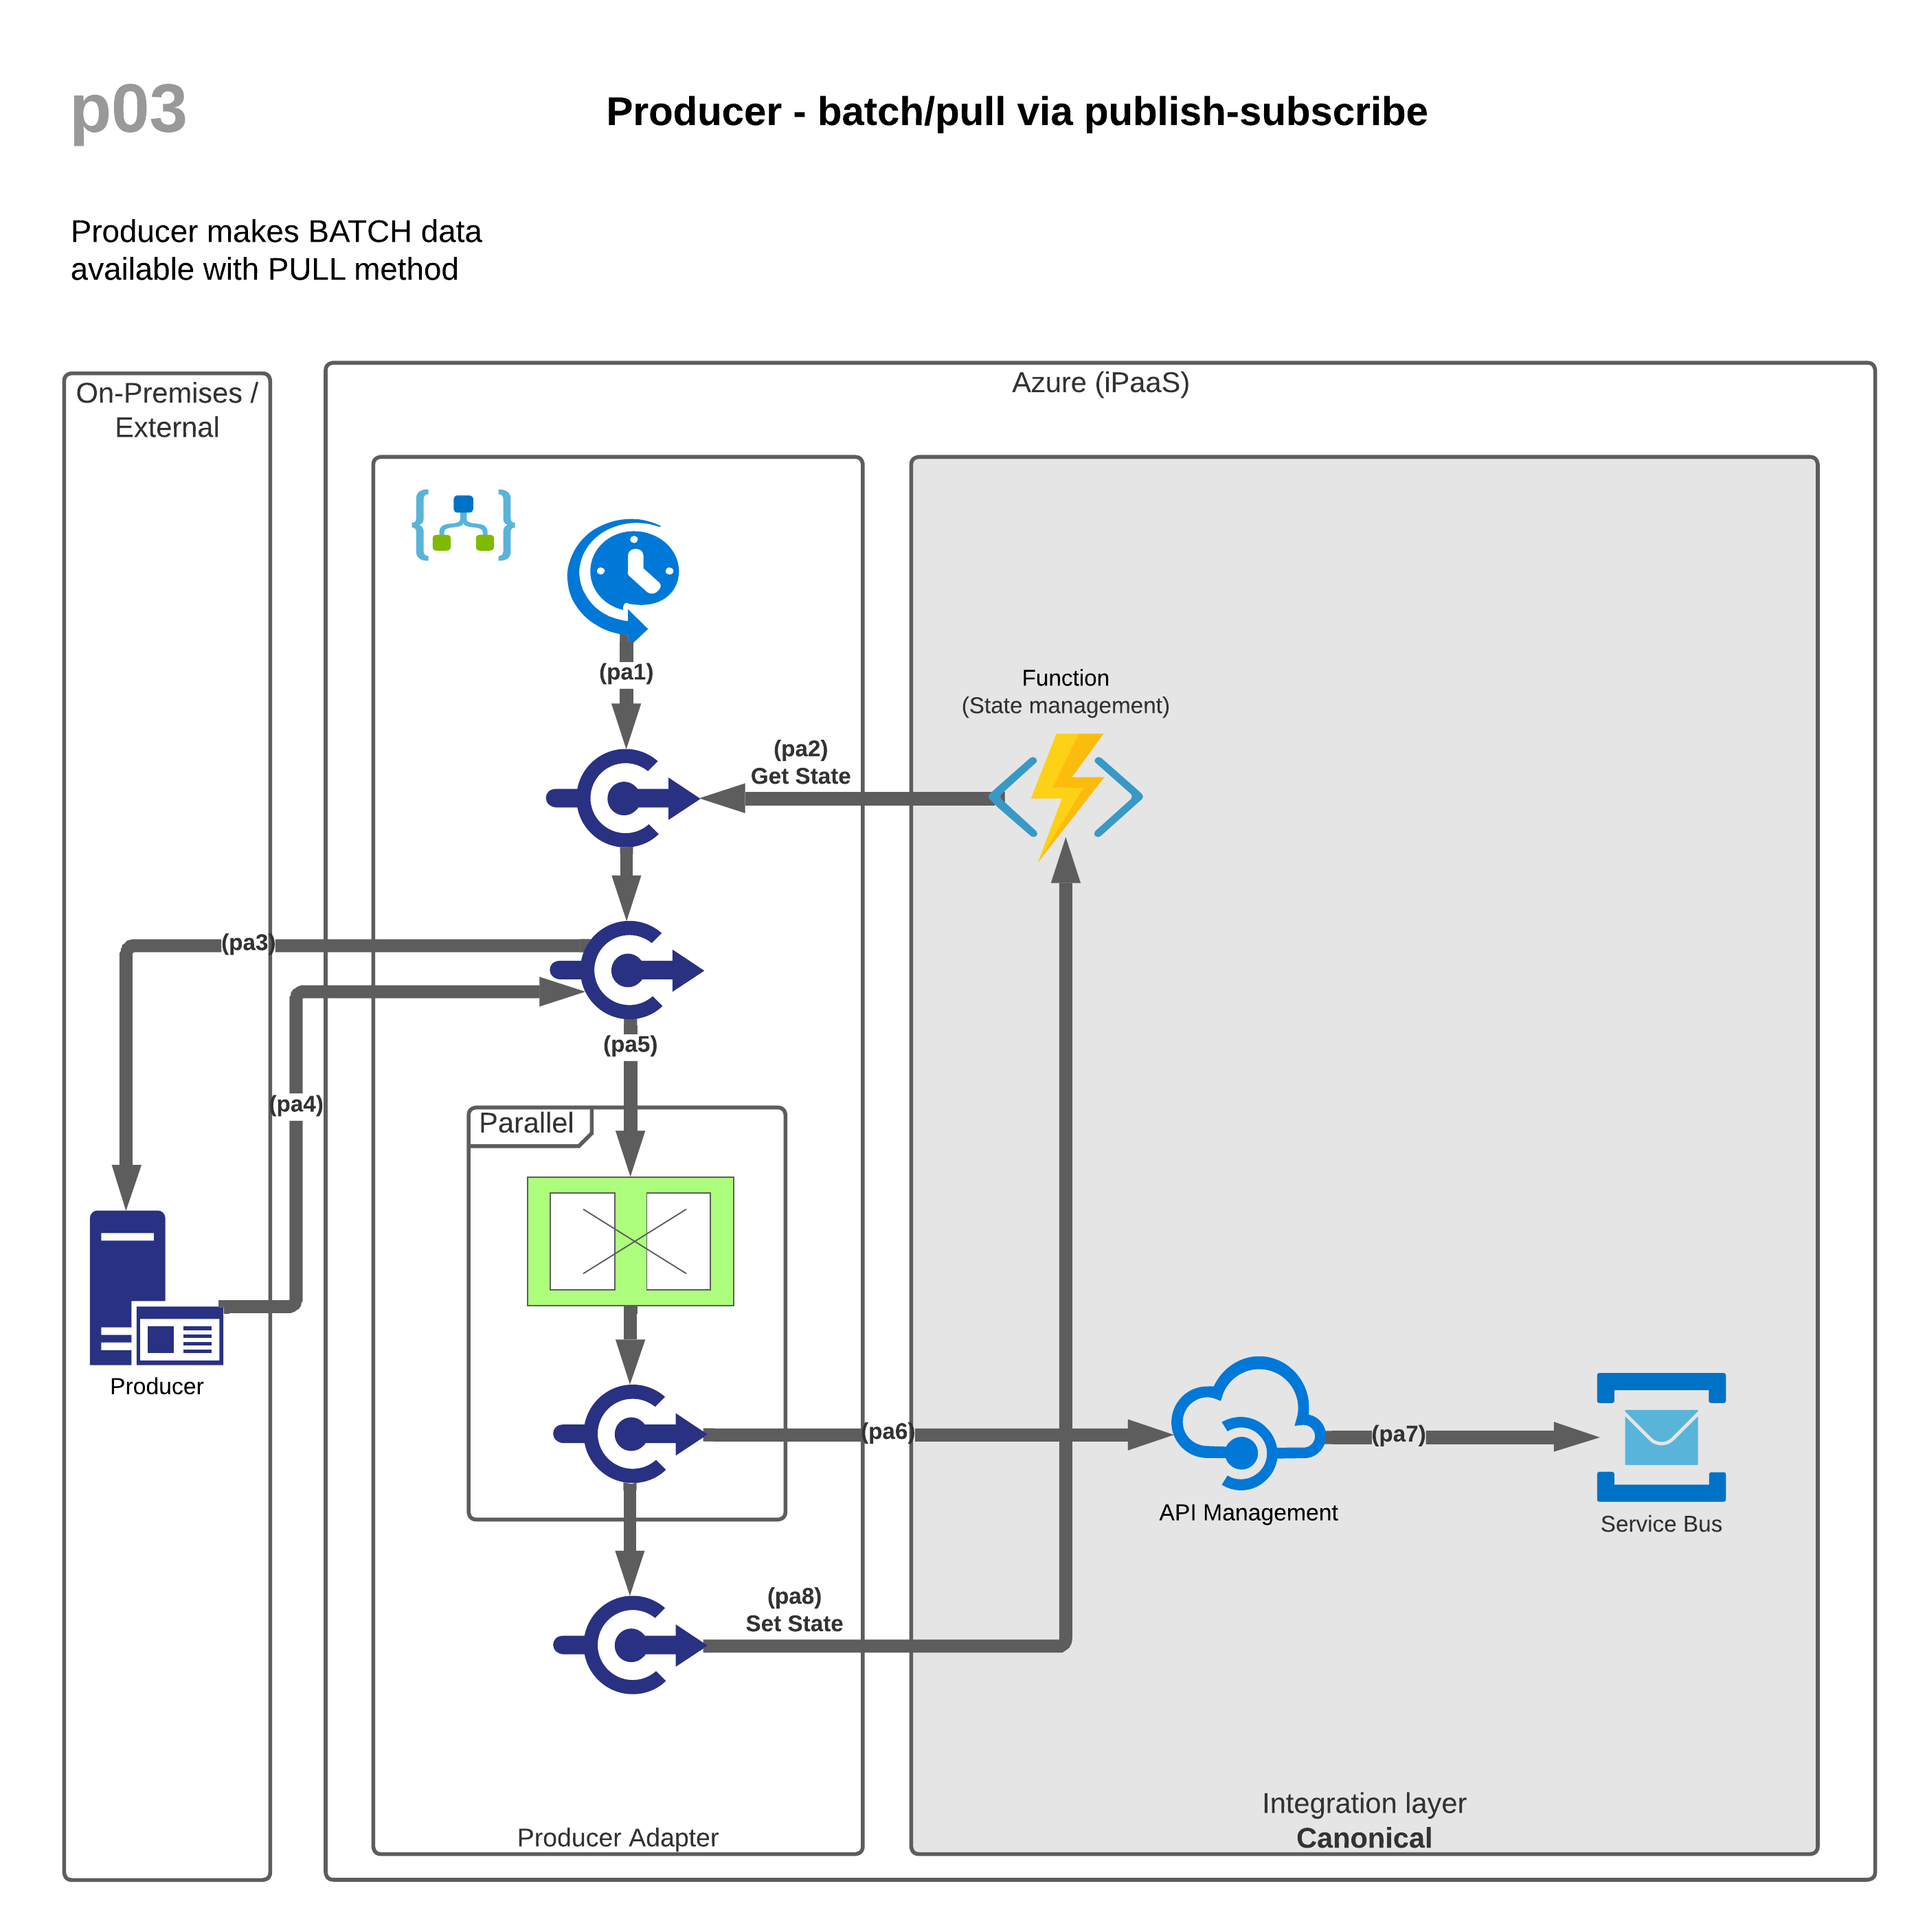 p03
Producer - batch/pull via publish-subscribe
Producer makes BATCH data
available with PULL method
On-Premises /
External
Azure (iPaaS)
(pa1)
Function
(State management)
(pa2)
Get State
(pa3)
(pa5)
(pa4)
Parallel
Producer
(pa6)
(pa7)
API Management
Service Bus
(pa8)
Set State
Integration layer
Canonical
Producer Adapter